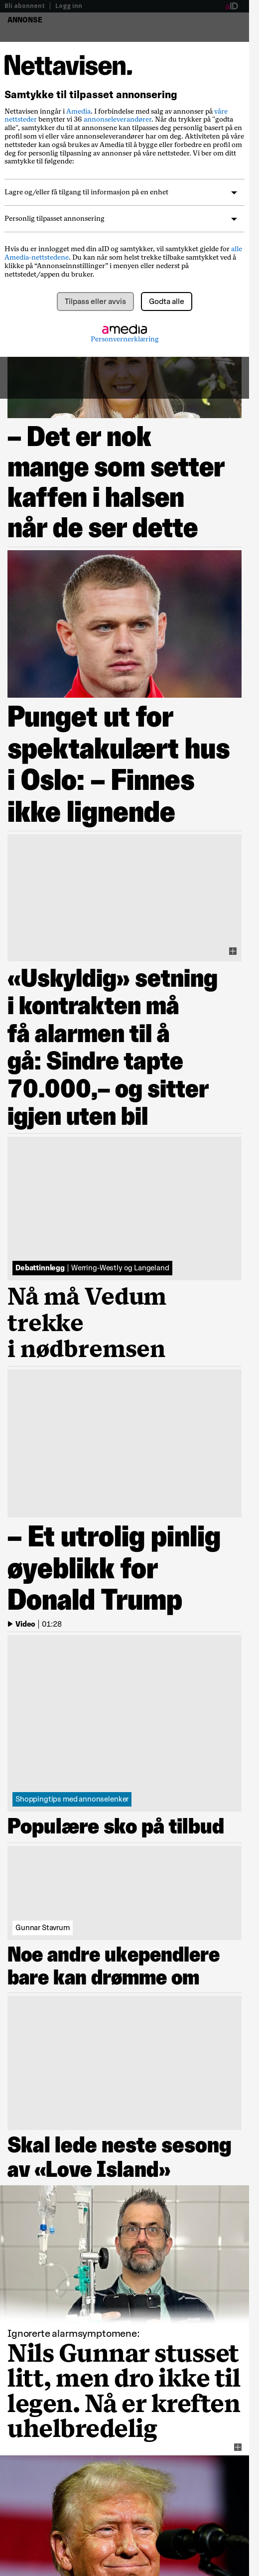 Bli abonnent | Logg inn
aID
ANNONSE
Nettavisen.
Samtykke til tilpasset annonsering
Nettavisen inngår i Amedia. I forbindelse med salg av annonser på våre
nettsteder benytter vi 36 annonseleverandører. Når du trykker på "godta
alle", samtykker du til at annonsene kan tilpasses deg personlig basert på en
profil som vi eller våre annonseleverandører har om deg. Aktiviteten på våre
nettsteder kan også brukes av Amedia til å bygge eller forbedre en profil om
deg for personlig tilpaasning av annonser på våre nettsteder. Vi ber om ditt
samtykke til følgende:
Lagre og/eller få tilgang til informasjon på en enhet
Personlig tilpasset annonsering
Hvis du er innlogget med din aID og samtykker, vil samtykket gjelde for alle
Amedia-nettstedene. Du kan når som helst trekke tilbake samtykket ved å
klikke på “Annonseinnstillinger” i menyen eller nederst på
nettstedet/appen du bruker.
Tilpass eller avvis
Godta alle
amedia
Personvernerklæring
– Det er nok
mange som setter
kaffen i halsen
når de ser dette
Punget ut for
spektakulært hus
i Oslo: – Finnes
ikke lignende
«Uskyldig» setning
i kontrakten må
få alarmen til å
gå: Sindre tapte
70.000,– og sitter
igjen uten bil
Debattinnlegg | Werring-Westly og Langeland
Nå må Vedum
trekke
i nødbremsen
– Et utrolig pinlig
øyeblikk for
Donald Trump
Video | 01:28
Shoppingtips med annonselenker
Populære sko på tilbud
Gunnar Stavrum
Noe andre ukependlere
bare kan drømme om
Skal lede neste sesong
av «Love Island»
Ignorerte alarmsymptomene:
Nils Gunnar stusset
litt, men dro ikke til
legen. Nå er kreften
uhelbredelig